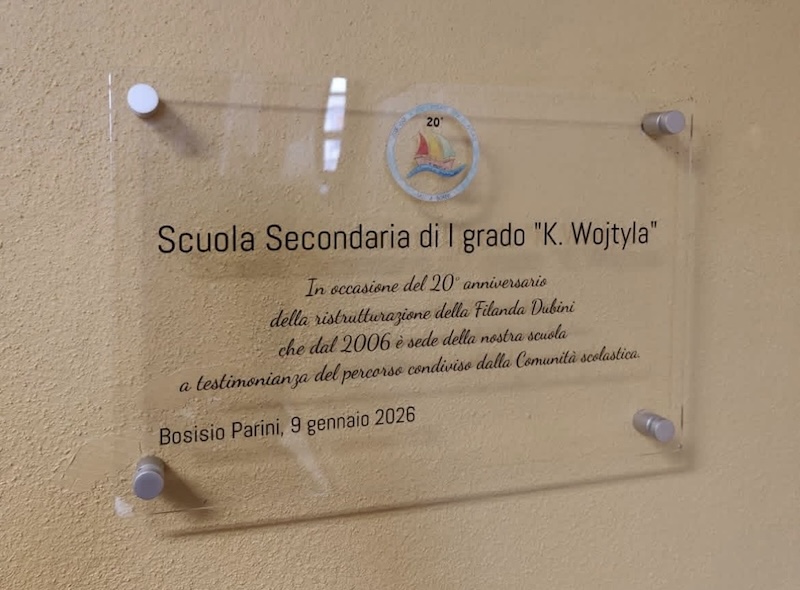 20°
Scuola Secondaria di I grado "K. Wojtyla"
In occasione del 20° anniversario
della ristrutturazione della Filanda Dubini
che dal 2006 è sede della nostra scuola
a testimonianza del percorso condiviso dalla Comunità scolastica.
Bosisio Parini, 9 gennaio 2026